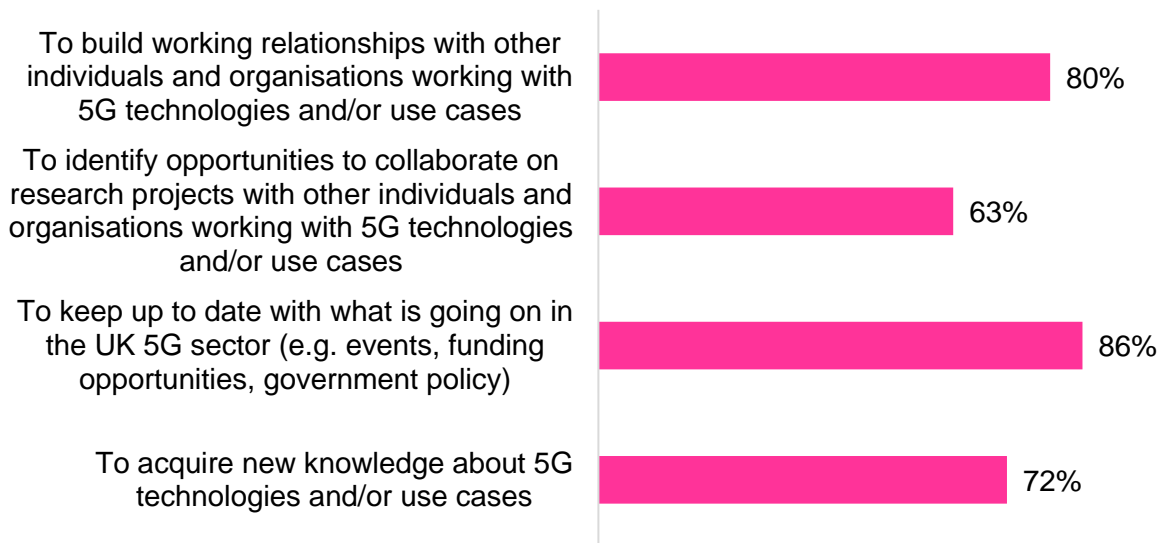 To build working relationships with other
individuals and organisations working with
5G technologies and/or use cases
80%
To identify opportunities to collaborate on
research projects with other individuals and
organisations working with 5G technologies
and/or use cases
63%
To keep up to date with what is going on in
the UK 5G sector (e.g. events, funding
opportunities, government policy)
86%
To acquire new knowledge about 5G
technologies and/or use cases
72%